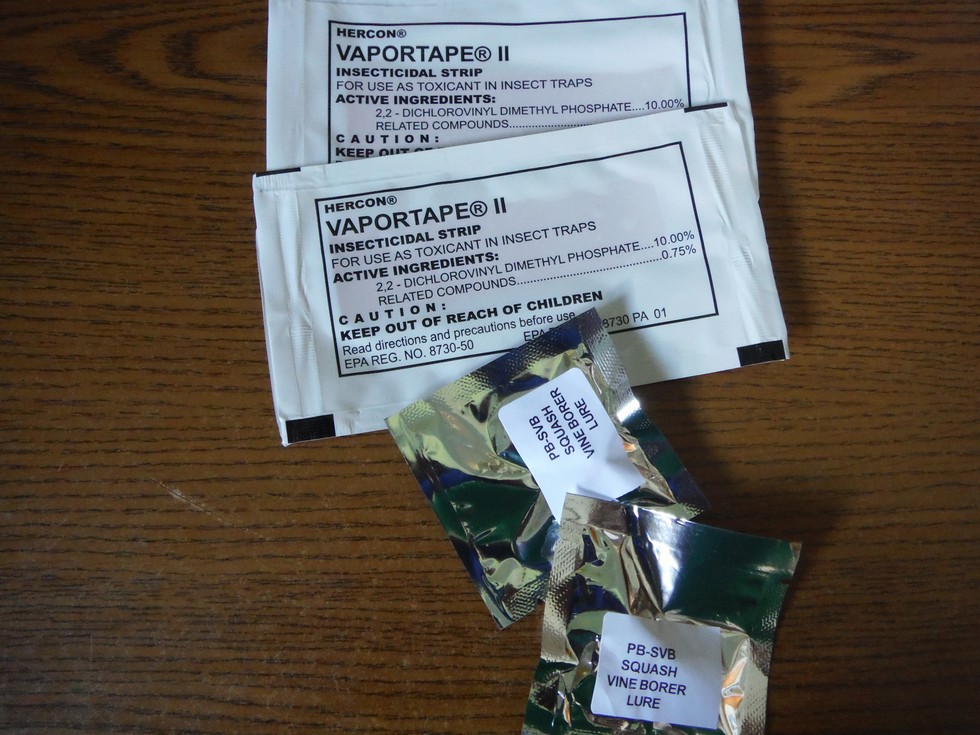 HERCON®
VAPORTAPE® II
INSECTICIDAL STRIP
FOR USE AS TOXICANT IN INSECT TRAPS
ACTIVE INGREDIENTS:
2,2 - DICHLOROVINYL DIMETHYL PHOSPHATE....10.00%
RELATED COMPOUNDS..............
CAUTION:
KEEP OUT OF
HERCON®
VAPORTAPE® II
INSECTICIDAL STRIP
FOR USE AS TOXICANT IN INSECT TRAPS
ACTIVE INGREDIENTS:
2,2 - DICHLOROVINYL DIMETHYL PHOSPHATE....10.00%
RELATED COMPOUNDS..........................................0.75%
CAUTION:
KEEP OUT OF REACH OF CHILDREN
Read directions and precautions before use
EPA REG. NO. 8730-50 EPA 8730 PA 01
PB-SVB
SQUASH
VINE BORER
LURE
PB-SVB
SQUASH
VINE BORER
LURE